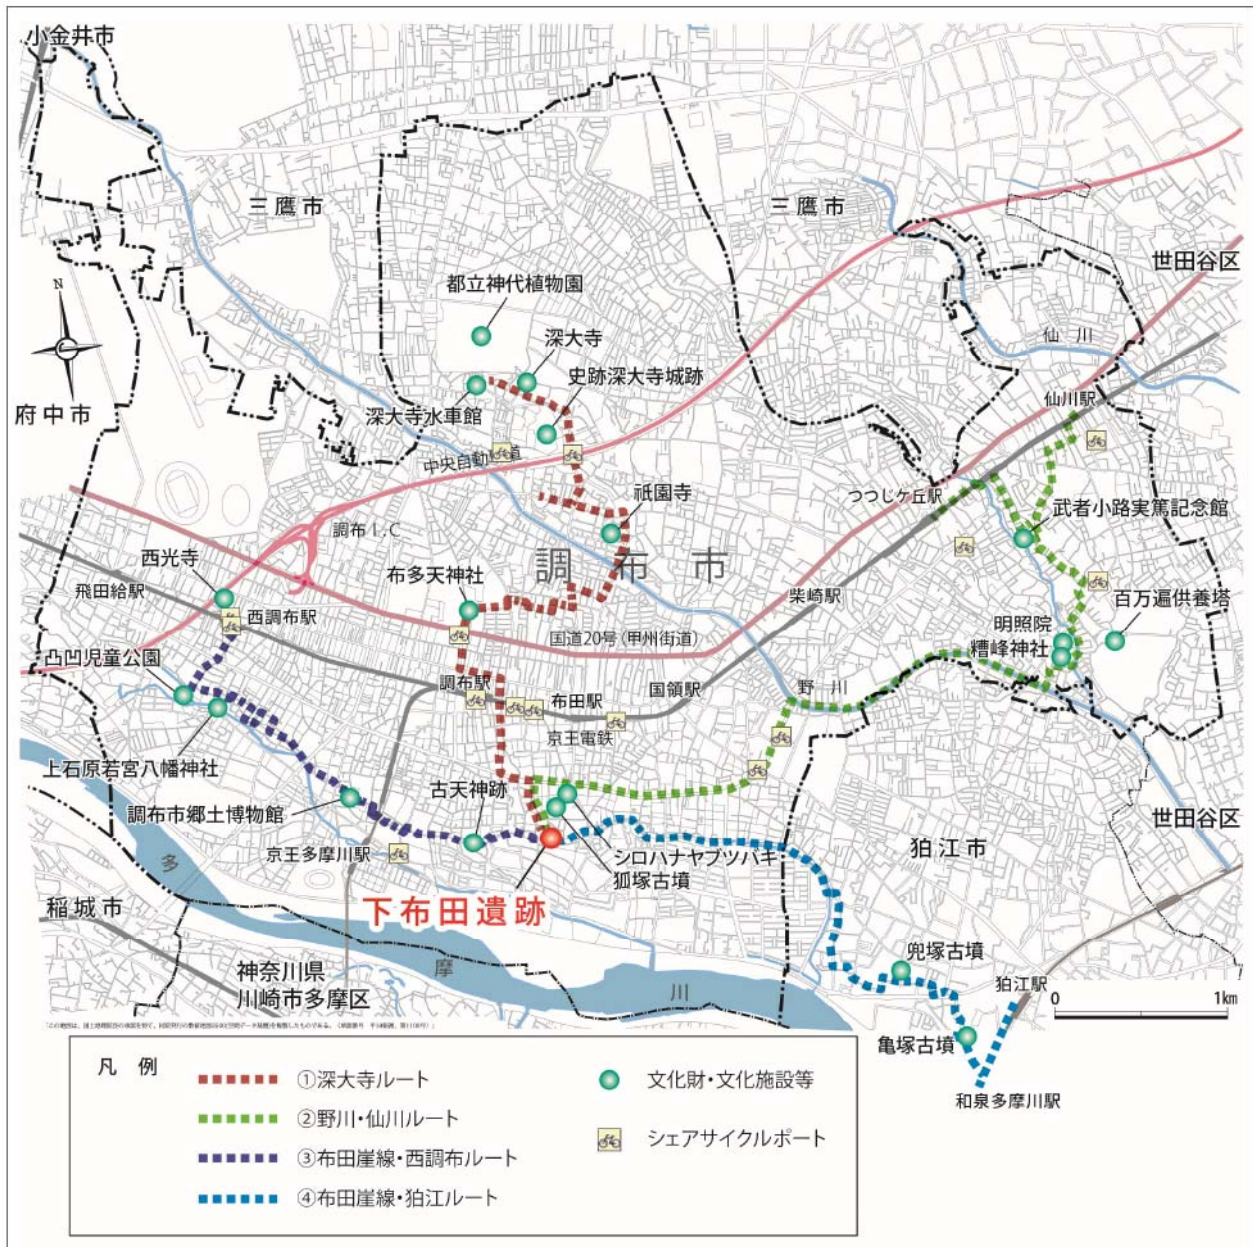 小金井市
三鷹市
三鷹市
世田谷区
都立神代植物園
N
深大寺
仙川
史跡深大寺城跡
仙川駅
府中市
深大寺水車館
中央自動
道
つつじケ丘駅
祇園寺
武者小路実篤記念館
調布I.C
調布市
西光寺
布多天神社
飛田給駅
柴崎駅
百万遍供養塔
西調布駅
国道20号(甲州街道)
明照院
糟嶺神社
凸凹児童公園
調布駅
国領駅
布田駅
野川
京王電鉄
上石原若宮八幡神社
調布市郷土博物館
古天神跡
世田谷区
京王多摩川駅
シロハナヤブツバキ
狛江市
狐塚古墳
多
下布田遺跡
稲城市
兜塚古墳
神奈川県
川崎市多摩区
摩
川
狛江駅
0 1km
亀塚古墳
和泉多摩川駅
凡 例
①深大寺ルート
文化財・文化施設等
②野川・仙川ルート
シェアサイクルポート
③布田崖線・西調布ルート
④布田崖線・狛江ルート